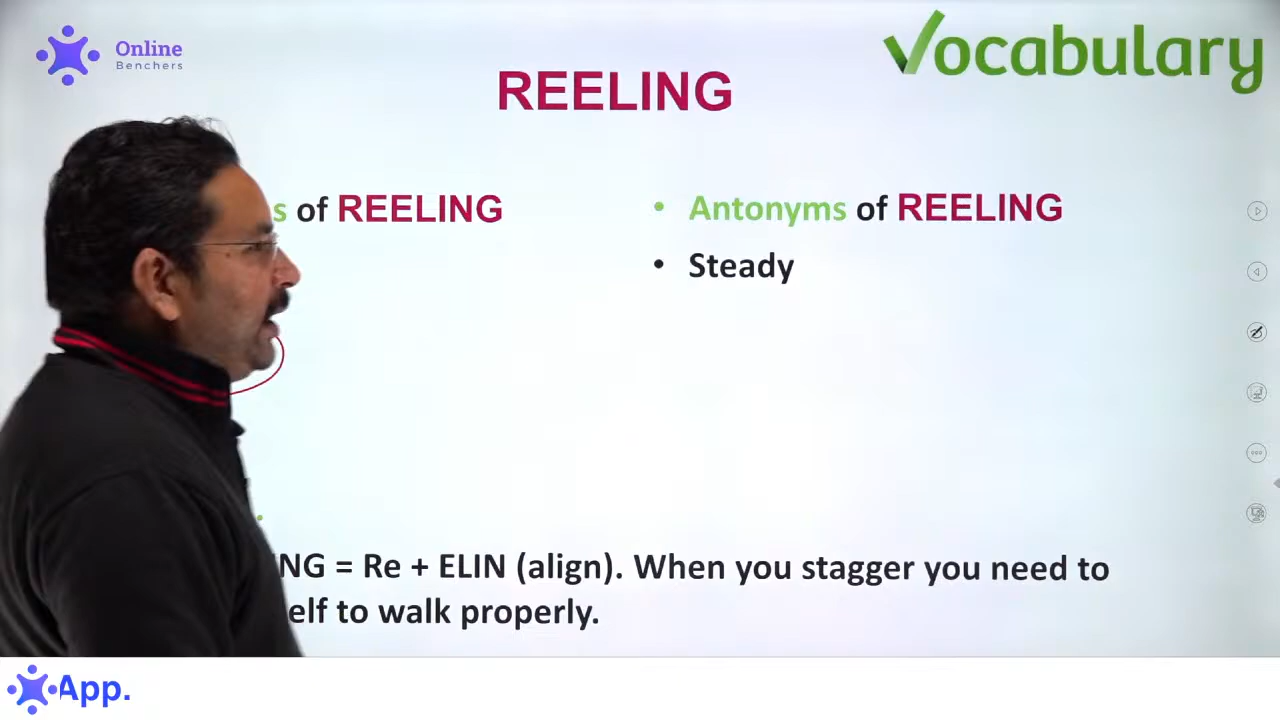 Online
Benchers
Vocabulary
REELING
s of REELING
• Antonyms of REELING
• Steady
NG = Re + ELIN (align). When you stagger you need to
elf to walk properly.
App.